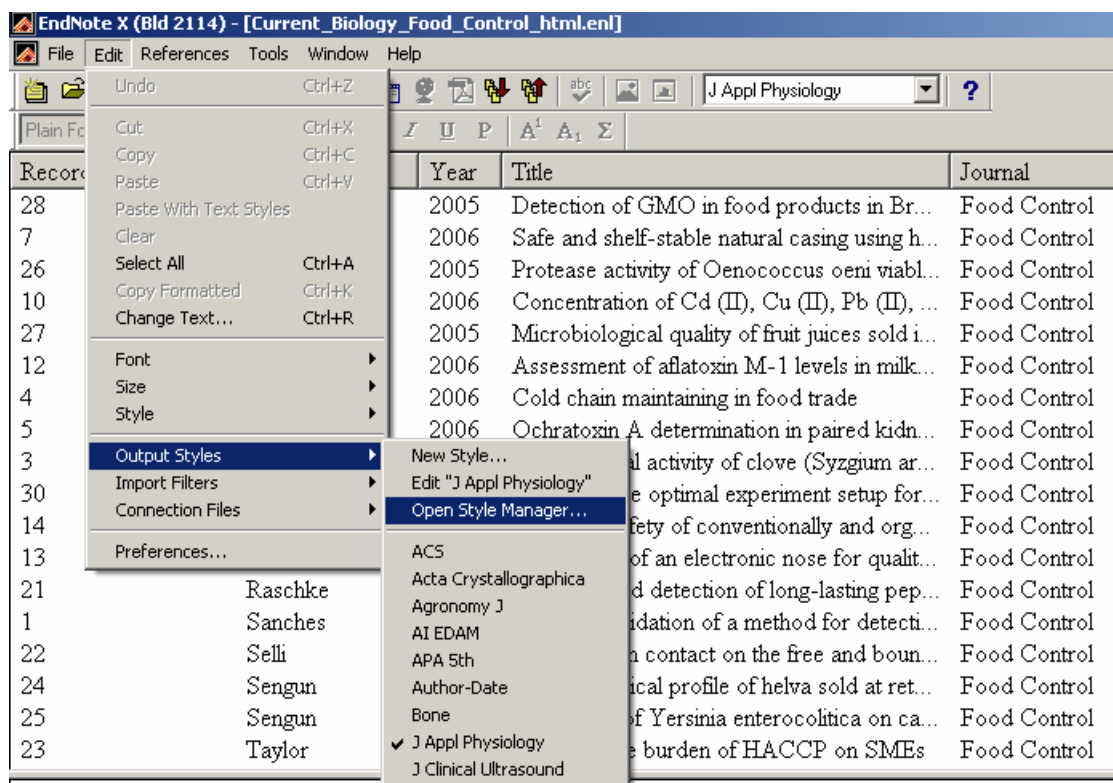 EndNote X (Bld 2114) - [Current_Biology_Food_Control_html.enl]
File Edit References Tools Window Help
Undo Ctrl+Z
abc J Appl Physiology ?
Plain Fo I U P A1 A1 Σ
Cut Ctrl+X
Copy Ctrl+C
Paste Ctrl+V
Paste With Text Styles
Clear
Select All Ctrl+A
Copy Formatted Ctrl+K
Change Text... Ctrl+R
Font
Size
Style
Output Styles
Import Filters
Connection Files
Preferences...
New Style...
Edit "J Appl Physiology"
Open Style Manager...
ACS
Acta Crystallographica
Agronomy J
AI EDAM
APA 5th
Author-Date
Bone
J Appl Physiology
J Clinical Ultrasound
Recor Year Title Journal
28 2005 Detection of GMO in food products in Br... Food Control
7 2006 Safe and shelf-stable natural casing using h... Food Control
26 2005 Protease activity of Oenococcus oeni viabl... Food Control
10 2006 Concentration of Cd (II), Cu (II), Pb (II), ... Food Control
27 2005 Microbiological quality of fruit juices sold i... Food Control
12 2006 Assessment of aflatoxin M-1 levels in milk... Food Control
4 2006 Cold chain maintaining in food trade Food Control
5 2006 Ochratoxin A determination in paired kidn... Food Control
3 l activity of clove (Syzgium ar... Food Control
30 e optimal experiment setup for... Food Control
14 fety of conventionally and org... Food Control
13 of an electronic nose for qualit... Food Control
21 Raschke d detection of long-lasting pep... Food Control
1 Sanches idation of a method for detecti... Food Control
22 Selli n contact on the free and boun... Food Control
24 Sengun ical profile of helva sold at ret... Food Control
25 Sengun of Yersinia enterocolitica on ca... Food Control
23 Taylor e burden of HACCP on SMEs Food Control